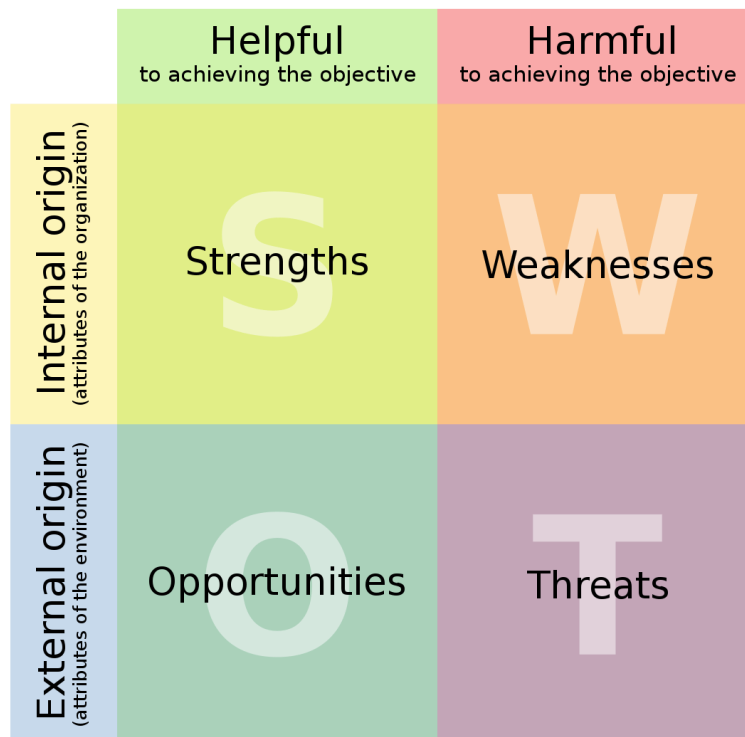 Helpful
to achieving the objective
Harmful
to achieving the objective
Internal origin
(attributes of the organization)
S
Strengths
W
Weaknesses
External origin
(attributes of the environment)
O
Opportunities
T
Threats